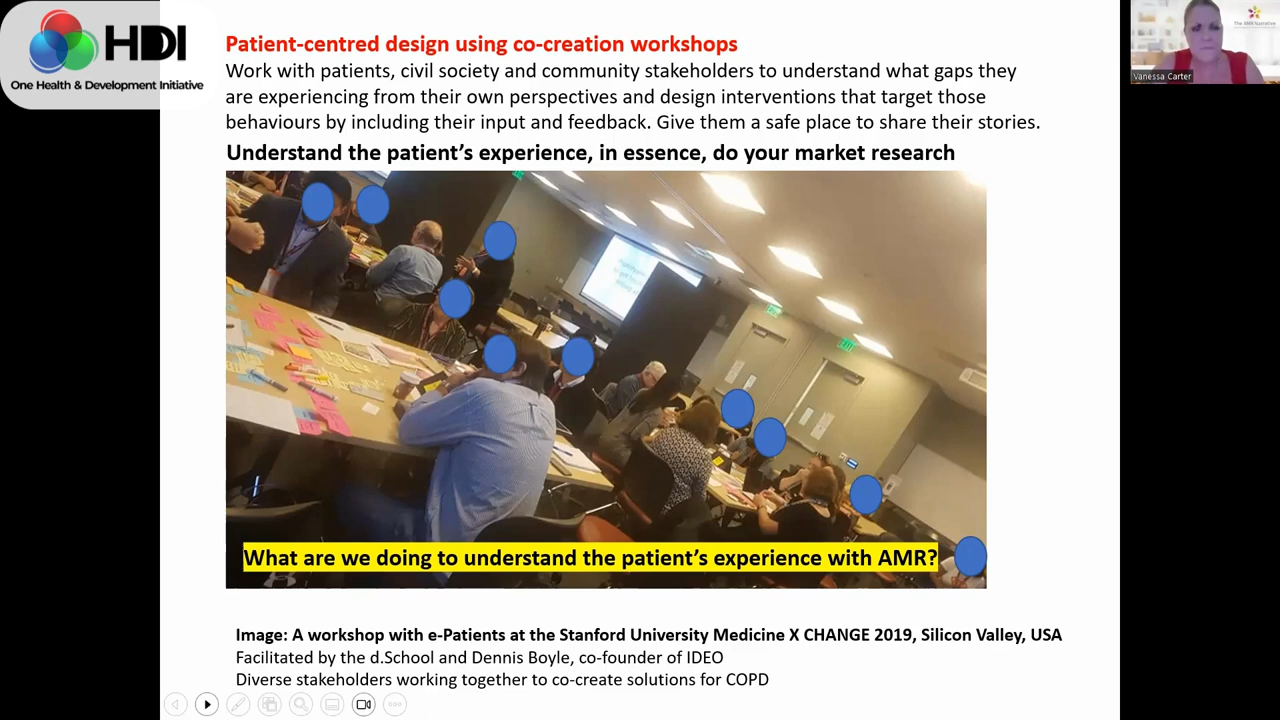 HDI
One Health & Development Initiative
Patient-centred design using co-creation workshops
Work with patients, civil society and community stakeholders to understand what gaps they
are experiencing from their own perspectives and design interventions that target those
behaviours by including their input and feedback. Give them a safe place to share their stories.
Understand the patient's experience, in essence, do your market research
What are we doing to understand the patient's experience with AMR?
Image: A workshop with e-Patients at the Stanford University Medicine X CHANGE 2019, Silicon Valley, USA
Facilitated by the d.School and Dennis Boyle, co-founder of IDEO
Diverse stakeholders working together to co-create solutions for COPD
The AMR Narrative
Vanessa Carter